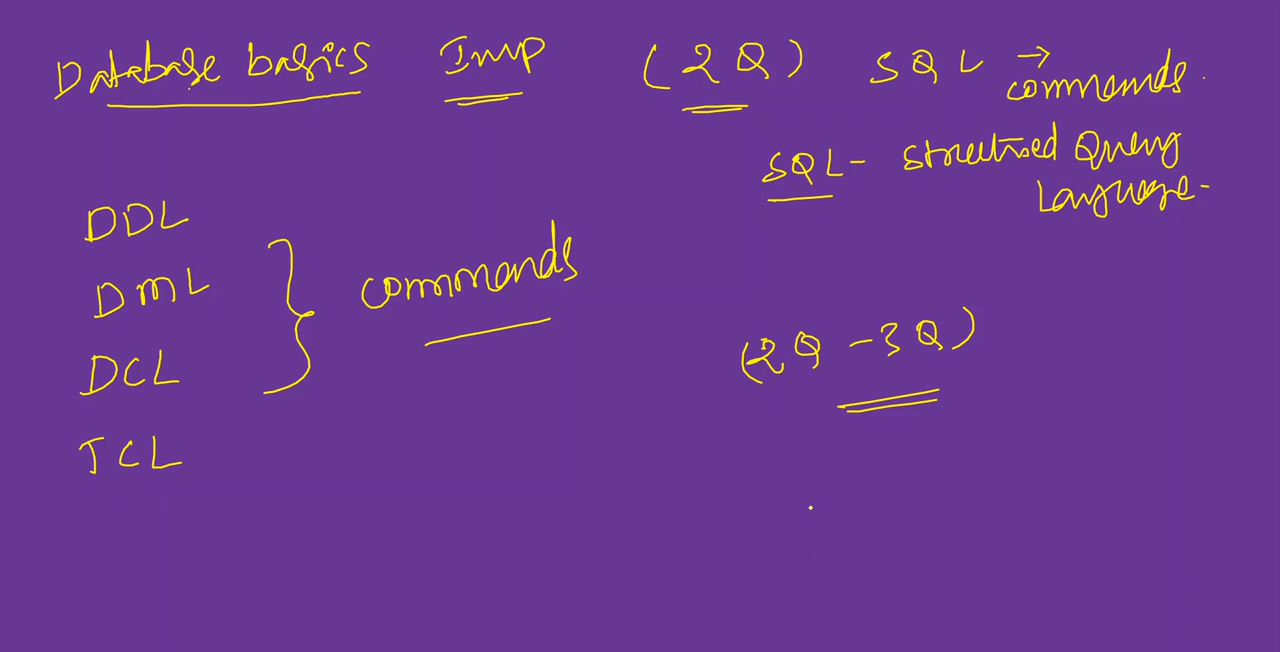 Database basics Imp (2Q) SQL → commands.
SQL - Structured Query
Language -
DDL
DML
DCL
TCL
} commands
(2Q - 3Q)